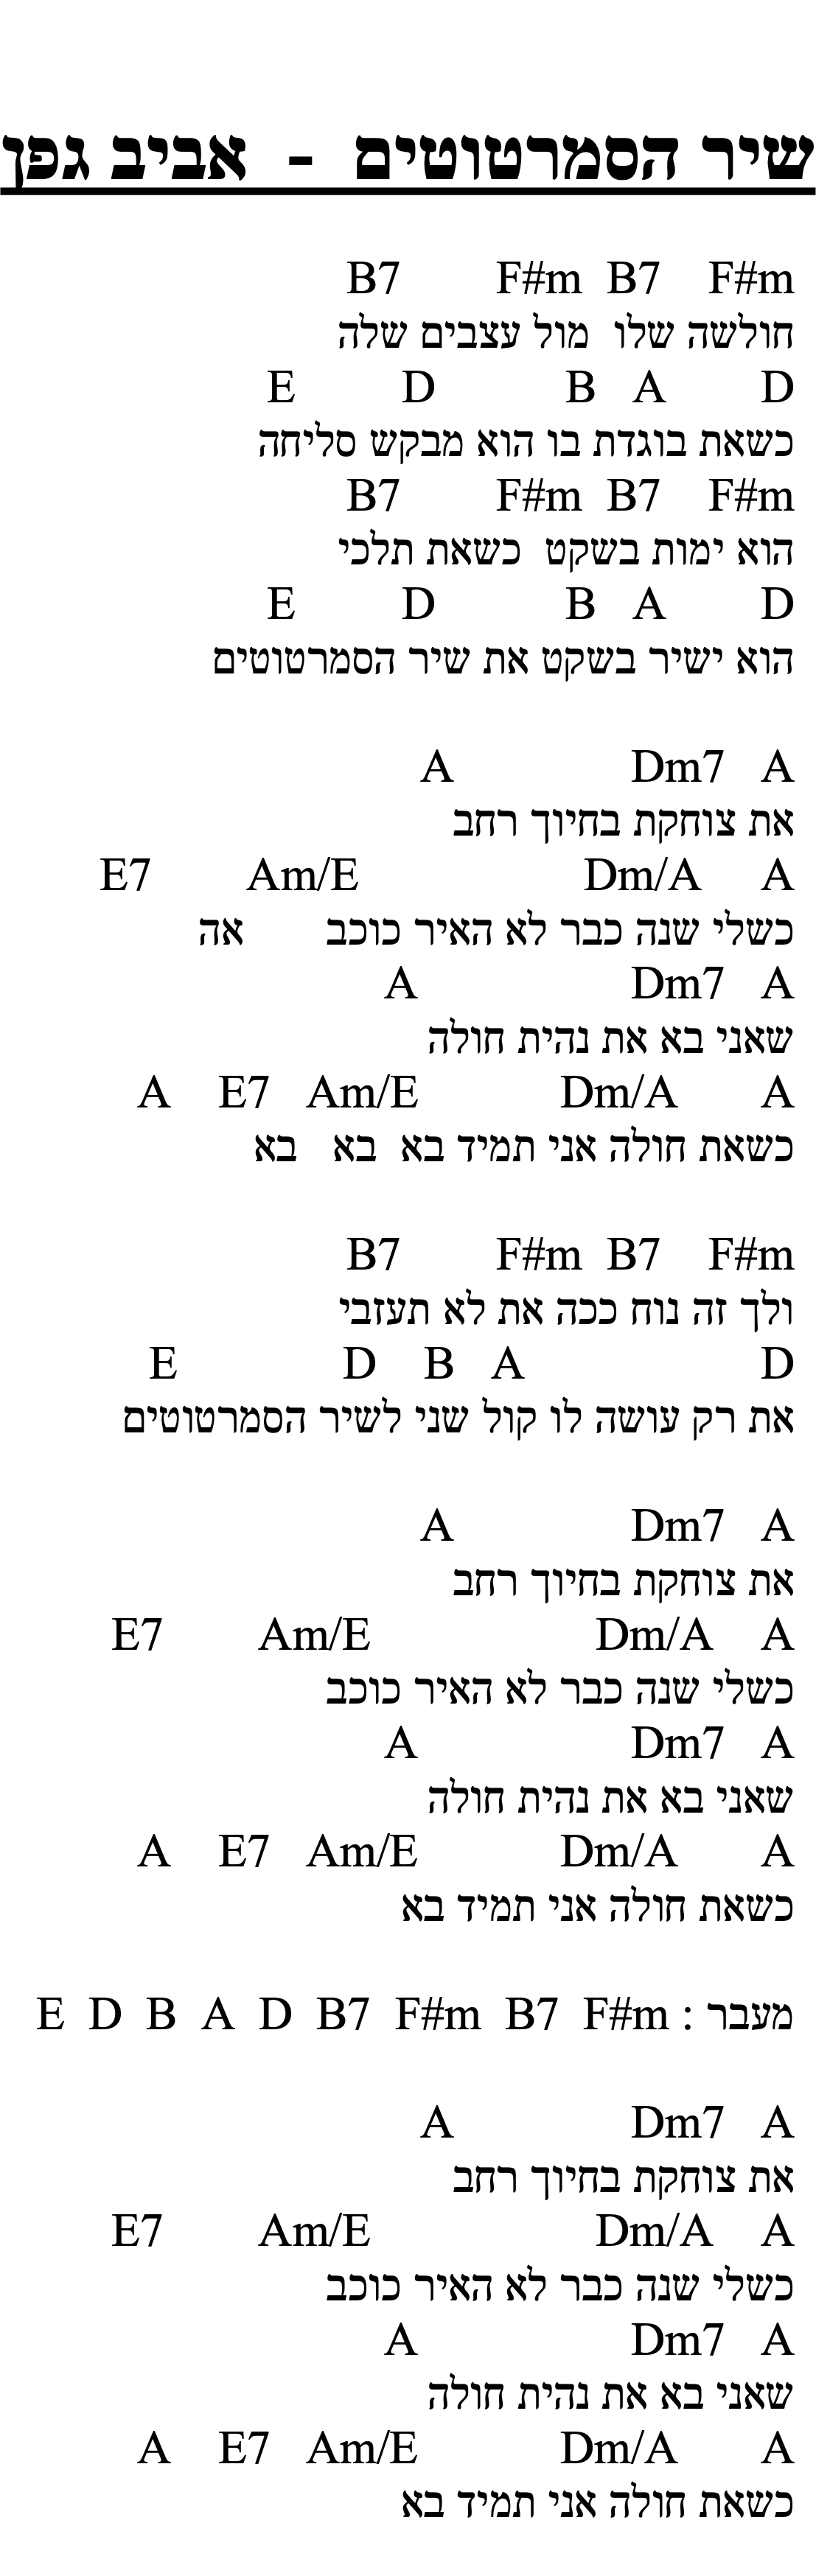 שיר הסמרטוטים - אביב גפן
F#m B7 F#m B7
חולשה שלו מול עצבים שלה
D A B D E
כשאת בוגדת בו הוא מבקש סליחה
F#m B7 F#m B7
הוא ימות בשקט כשאת תלכי
D A B D E
הוא ישיר בשקט את שיר הסמרטוטים
A Dm7 A
את צוחקת בחיוך רחב
A Dm/A Am/E E7
כשלי שנה כבר לא האיר כוכב אה
A Dm7 A
שאני בא את נהית חולה
A Dm/A Am/E E7 A
כשאת חולה אני תמיד בא בא בא
F#m B7 F#m B7
ולך זה נוח ככה את לא תעזבי
D A B D E
את רק עושה לו קול שני לשיר הסמרטוטים
A Dm7 A
את צוחקת בחיוך רחב
A Dm/A Am/E E7
כשלי שנה כבר לא האיר כוכב
A Dm7 A
שאני בא את נהית חולה
A Dm/A Am/E E7 A
כשאת חולה אני תמיד בא
מעבר : F#m B7 F#m B7 D A B D E
A Dm7 A
את צוחקת בחיוך רחב
A Dm/A Am/E E7
כשלי שנה כבר לא האיר כוכב
A Dm7 A
שאני בא את נהית חולה
A Dm/A Am/E E7 A
כשאת חולה אני תמיד בא